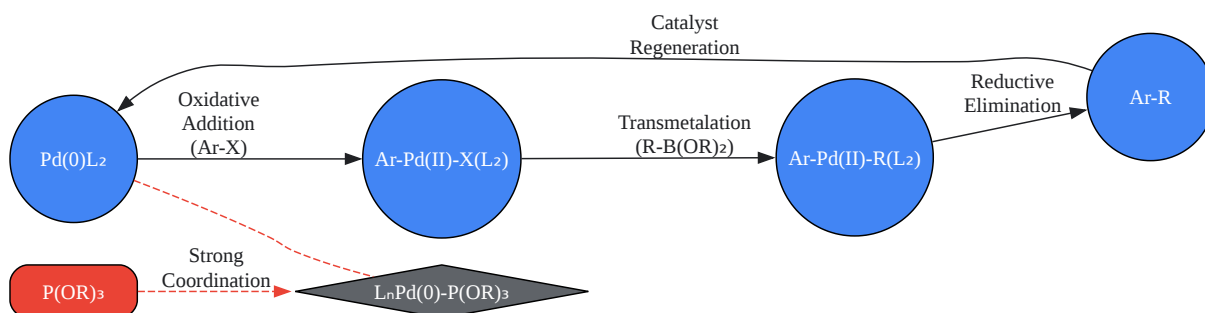 Catalyst
Regeneration
Oxidative
Addition
(Ar-X)
Transmetalation
(R-B(OR)₂)
Reductive
Elimination
Ar-R
Pd(0)L₂
Ar-Pd(II)-X(L₂)
Ar-Pd(II)-R(L₂)
Strong
Coordination
P(OR)₃
LₙPd(0)-P(OR)₃